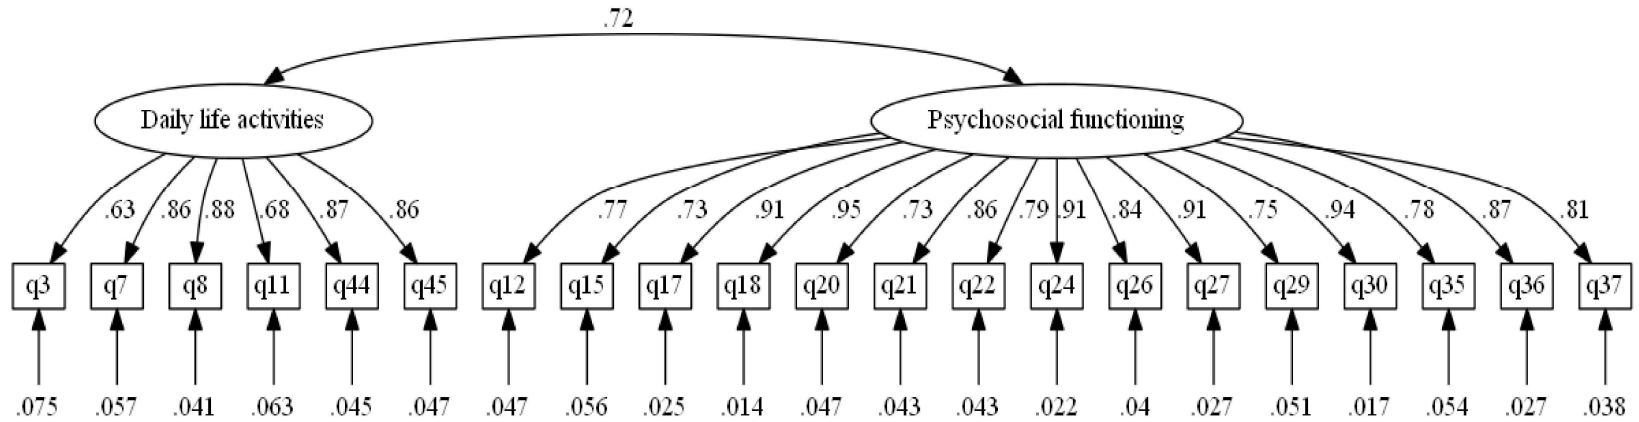 .72
Daily life activities Psychosocial functioning
.63 .86 .88 .68 .87 .86 .77 .73 .91 .95 .73 .86 .79 .91 .84 .91 .75 .94 .78 .87 .81
q3 q7 q8 q11 q44 q45 q12 q15 q17 q18 q20 q21 q22 q24 q26 q27 q29 q30 q35 q36 q37
.075 .057 .041 .063 .045 .047 .047 .056 .025 .014 .047 .043 .043 .022 .04 .027 .051 .017 .054 .027 .038